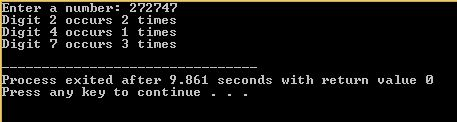 Enter a number: 272747
Digit 2 occurs 2 times
Digit 4 occurs 1 times
Digit 7 occurs 3 times
--------------------------------
Process exited after 9.861 seconds with return value 0
Press any key to continue . . .